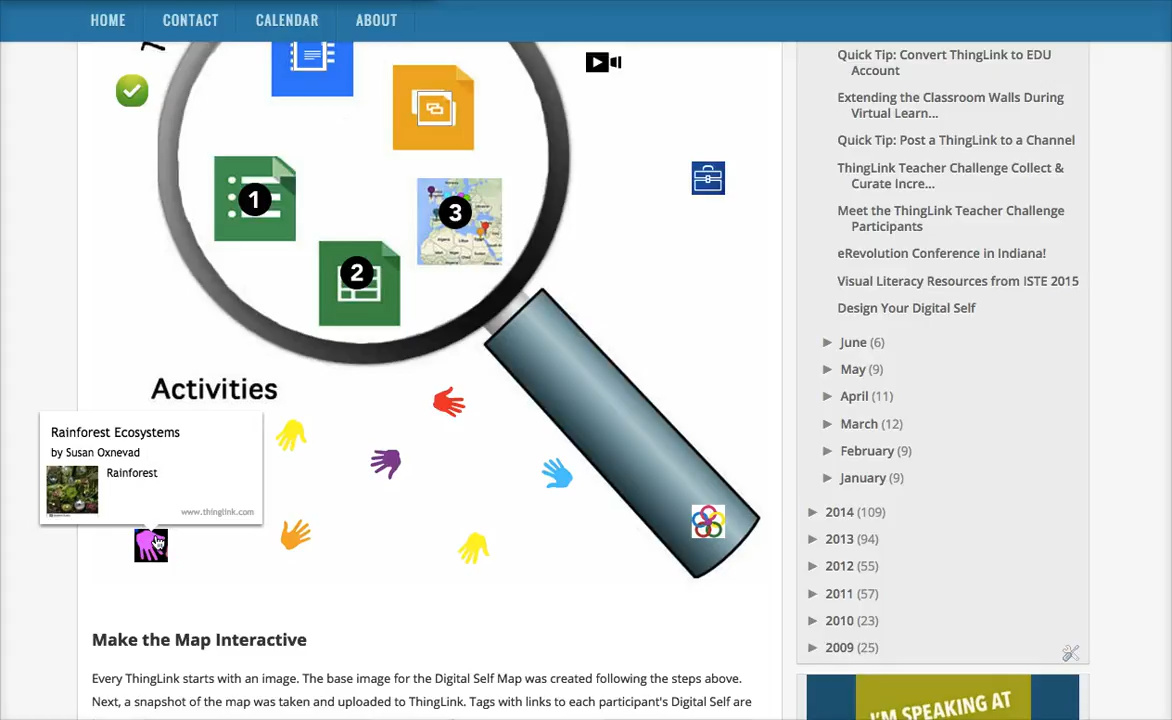 HOME
CONTACT
CALENDAR
ABOUT
1
2
3
Activities
Rainforest Ecosystems
by Susan Oxnevad
Rainforest
www.thinglink.com
Make the Map Interactive
Every ThingLink starts with an image. The base image for the Digital Self Map was created following the steps above.
Next, a snapshot of the map was taken and uploaded to ThingLink. Tags with links to each participant's Digital Self are
Quick Tip: Convert ThingLink to EDU
Account
Extending the Classroom Walls During
Virtual Learn...
Quick Tip: Post a ThingLink to a Channel
ThingLink Teacher Challenge Collect &
Curate Incre...
Meet the ThingLink Teacher Challenge
Participants
eRevolution Conference in Indiana!
Visual Literacy Resources from ISTE 2015
Design Your Digital Self
► June (6)
► May (9)
► April (11)
► March (12)
► February (9)
► January (9)
► 2014 (109)
► 2013 (94)
► 2012 (55)
► 2011 (57)
► 2010 (23)
► 2009 (25)
I'M SPEAKING AT